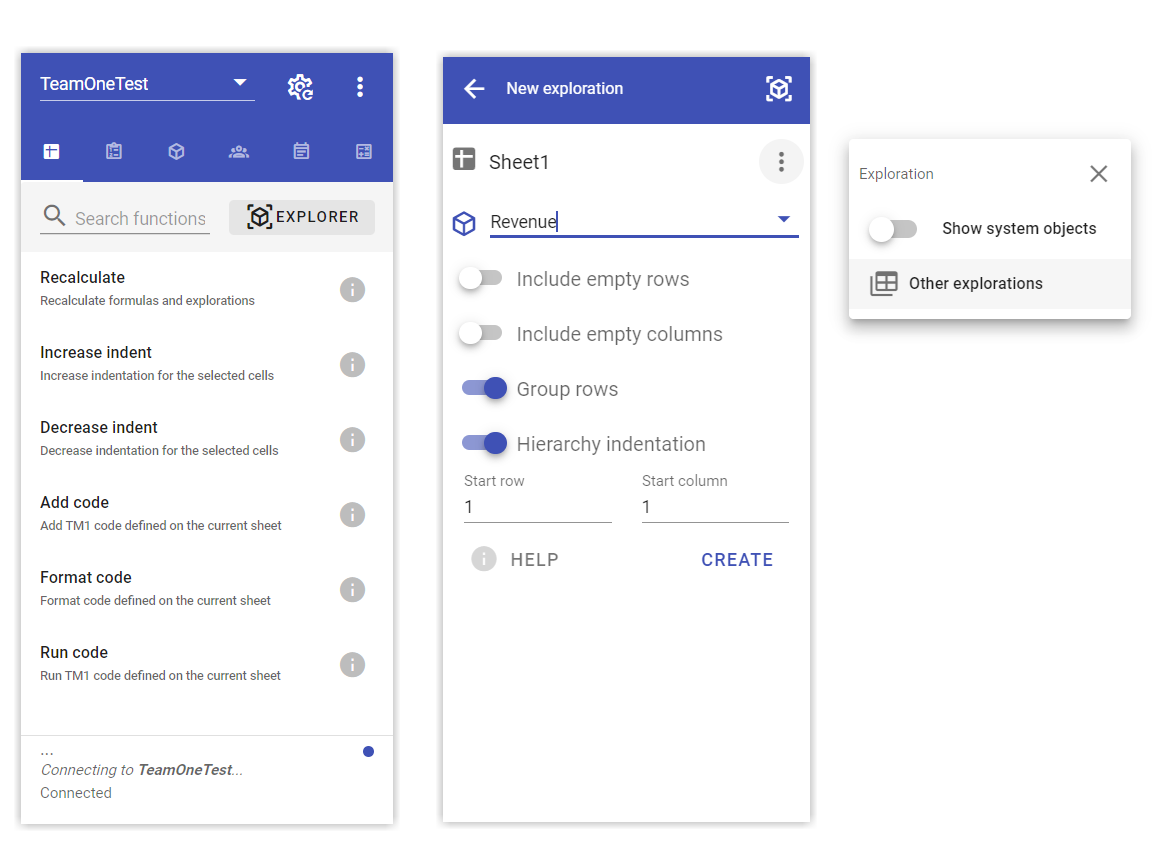 TeamOneTest
Search functions
EXPLORER
Recalculate
Recalculate formulas and explorations
Increase indent
Increase indentation for the selected cells
Decrease indent
Decrease indentation for the selected cells
Add code
Add TM1 code defined on the current sheet
Format code
Format code defined on the current sheet
Run code
Run TM1 code defined on the current sheet
...
Connecting to TeamOneTest...
Connected
New exploration
Sheet1
Revenue
Include empty rows
Include empty columns
Group rows
Hierarchy indentation
Start row
Start column
1
1
HELP
CREATE
Exploration
Show system objects
Other explorations